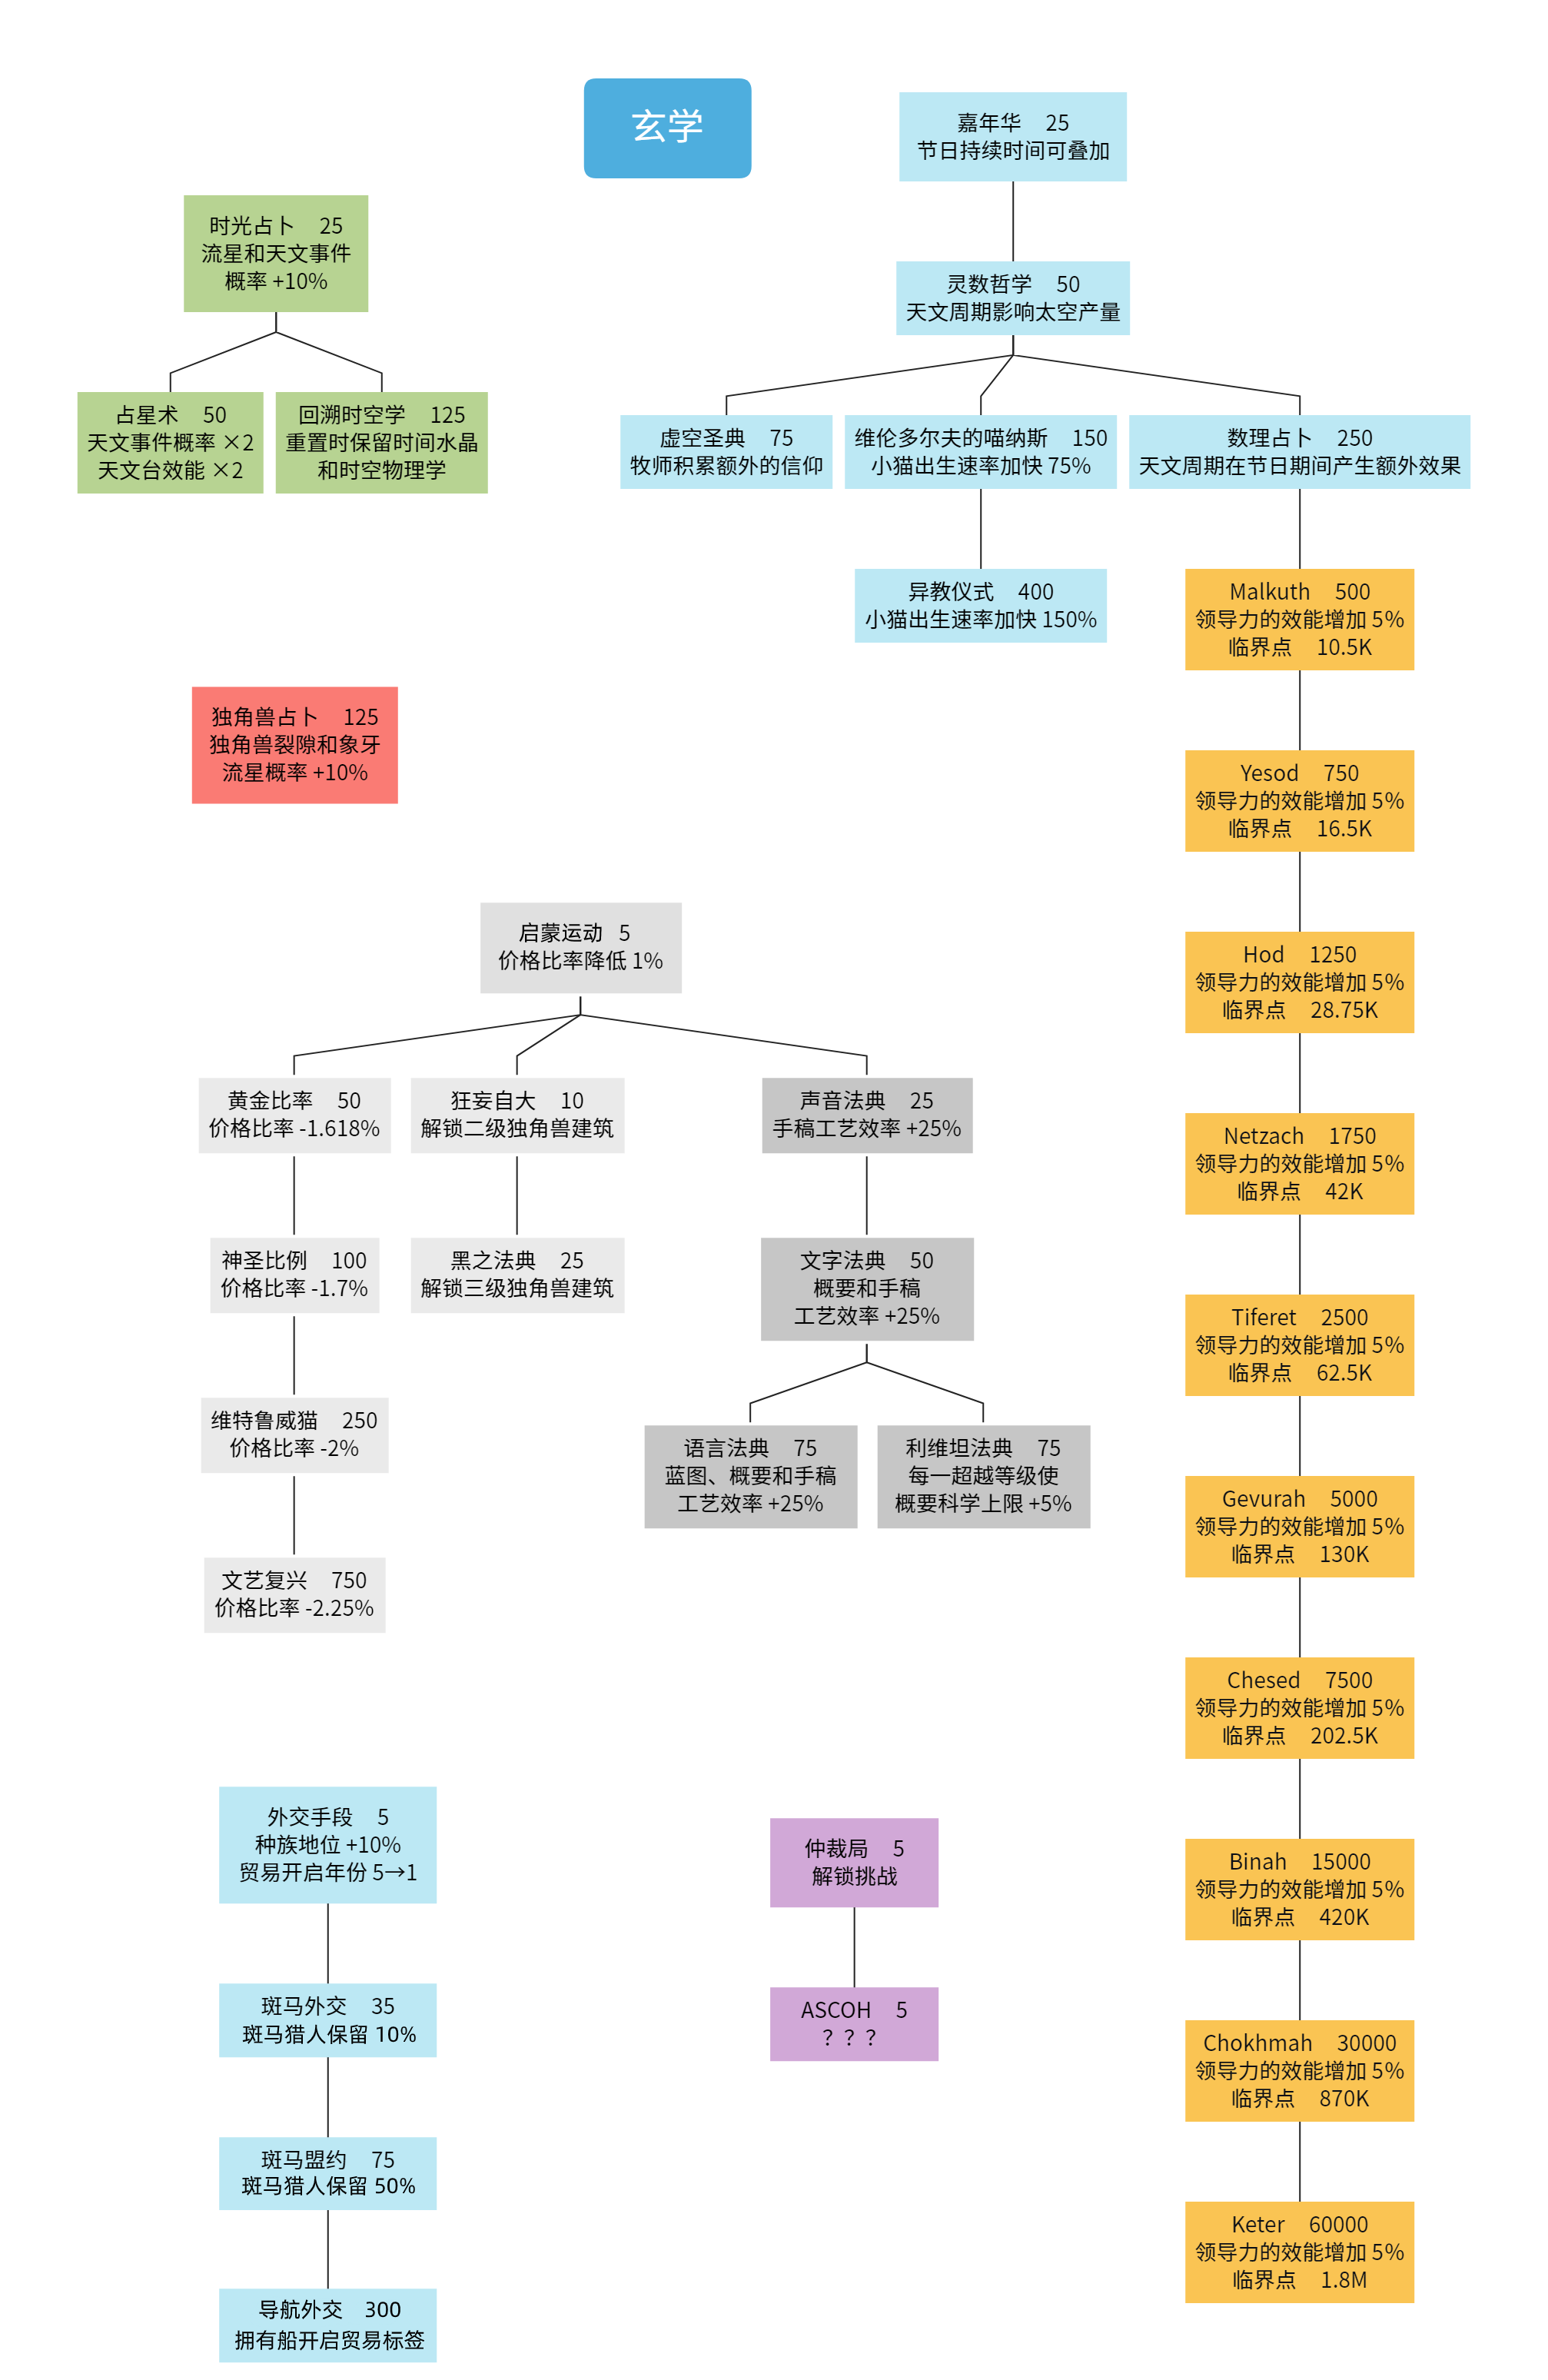 玄学
嘉年华 25
节日持续时间可叠加
时光占卜 25
流星和天文事件
概率 +10%
灵数哲学 50
天文周期影响太空产量
占星术 50
天文事件概率 ×2
天文台效能 ×2
回溯时空学 125
重置时保留时间水晶
和时空物理学
虚空圣典 75
牧师积累额外的信仰
维伦多尔夫的喵纳斯 150
小猫出生速率加快 75%
数理占卜 250
天文周期在节日期间产生额外效果
异教仪式 400
小猫出生速率加快 150%
Malkuth 500
领导力的效能增加 5%
临界点 10.5K
独角兽占卜 125
独角兽裂隙和象牙
流星概率 +10%
Yesod 750
领导力的效能增加 5%
临界点 16.5K
启蒙运动 5
价格比率降低 1%
Hod 1250
领导力的效能增加 5%
临界点 28.75K
黄金比率 50
价格比率 -1.618%
狂妄自大 10
解锁二级独角兽建筑
声音法典 25
手稿工艺效率 +25%
Netzach 1750
领导力的效能增加 5%
临界点 42K
神圣比例 100
价格比率 -1.7%
黑之法典 25
解锁三级独角兽建筑
文字法典 50
概要和手稿
工艺效率 +25%
Tiferet 2500
领导力的效能增加 5%
临界点 62.5K
维特鲁威猫 250
价格比率 -2%
语言法典 75
蓝图、概要和手稿
工艺效率 +25%
利维坦法典 75
每一超越等级使
概要科学上限 +5%
Gevurah 5000
领导力的效能增加 5%
临界点 130K
文艺复兴 750
价格比率 -2.25%
Chesed 7500
领导力的效能增加 5%
临界点 202.5K
外交手段 5
种族地位 +10%
贸易开启年份 5→1
仲裁局 5
解锁挑战
Binah 15000
领导力的效能增加 5%
临界点 420K
斑马外交 35
斑马猎人保留 10%
ASCOH 5
？？？
Chokhmah 30000
领导力的效能增加 5%
临界点 870K
斑马盟约 75
斑马猎人保留 50%
Keter 60000
领导力的效能增加 5%
临界点 1.8M
导航外交 300
拥有船开启贸易标签